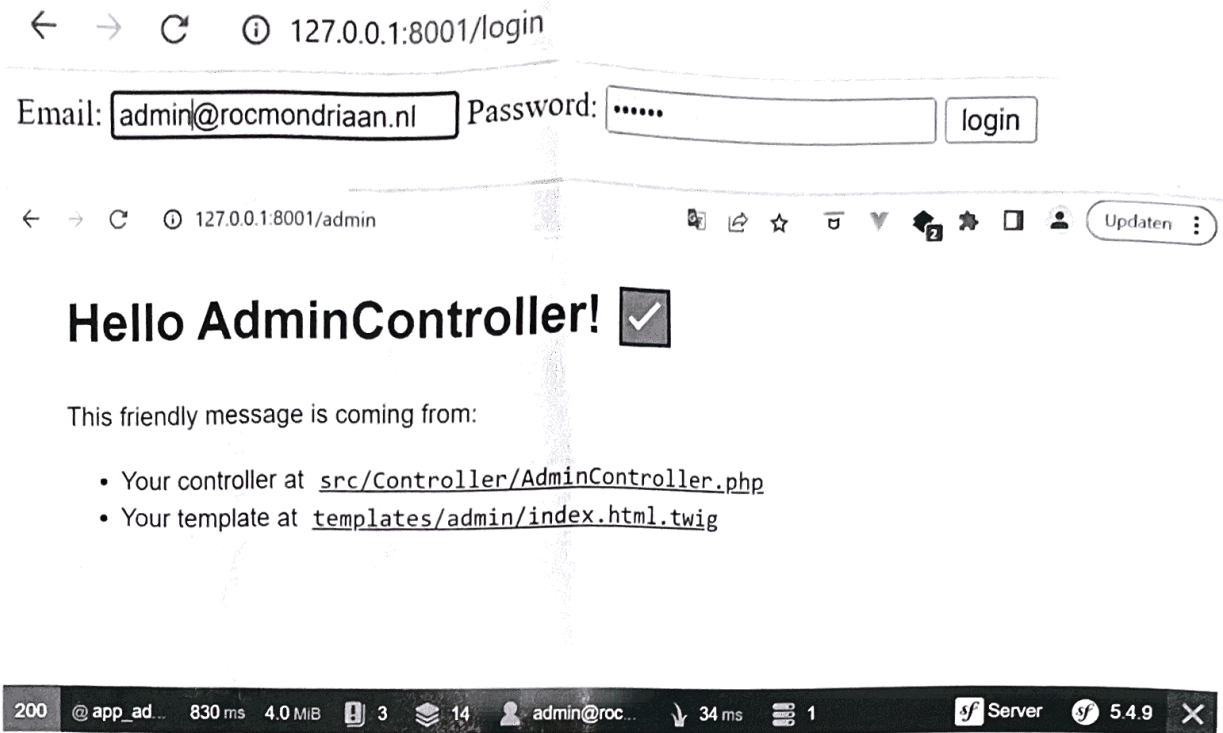 127.0.0.1:8001/login
Email: admin@rocmondriaan.nl Password: •••••• login
127.0.0.1:8001/admin 2 Updaten
Hello AdminController! ✅
This friendly message is coming from:
• Your controller at src/Controller/AdminController.php
• Your template at templates/admin/index.html.twig
200 @ app_ad... 830 ms 4.0 MiB 3 14 admin@roc... 34 ms 1 sf Server sf 5.4.9